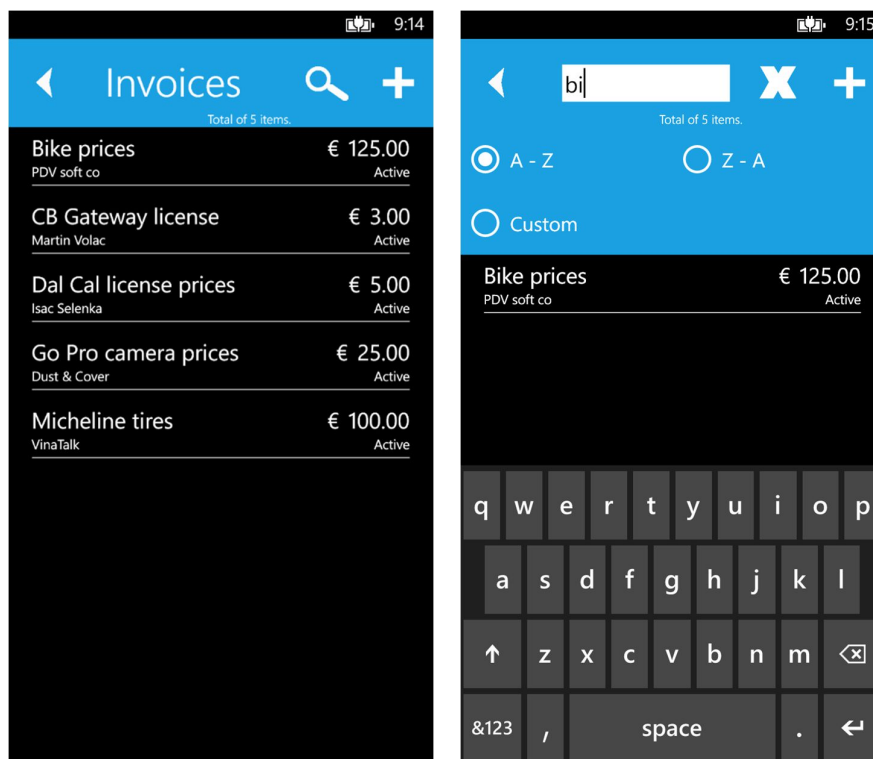 9:14
Invoices
Total of 5 items.
Bike prices € 125.00
PDV soft co Active
CB Gateway license € 3.00
Martin Volac Active
Dal Cal license prices € 5.00
Isac Selenka Active
Go Pro camera prices € 25.00
Dust & Cover Active
Micheline tires € 100.00
VinaTalk Active
9:15
bi
Total of 5 items.
A - Z Z - A
Custom
Bike prices € 125.00
PDV soft co Active
q w e r t y u i o p
a s d f g h j k l
z x c v b n m
&123 , space .